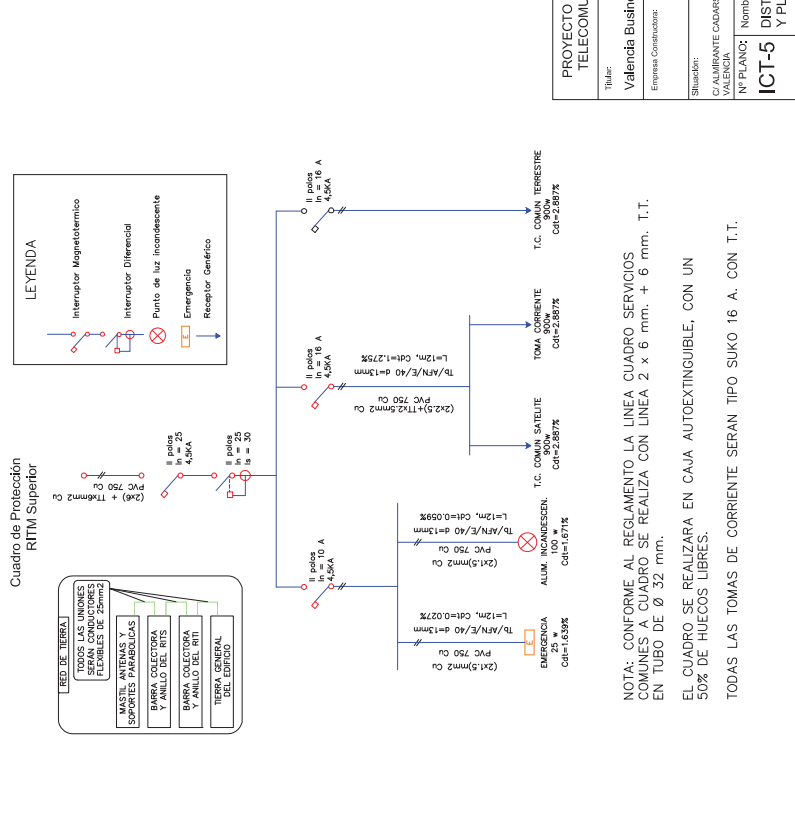 Cuadro de Protección
RITM Superior
RED DE TIERRA
TODOS LAS UNIONES
SERÁN CONDUCTORES
FLEXIBLES DE 25mm2
MASTIL ANTENAS Y
SOPORTES PARABOLICAS
BARRA COLECTORA
Y ANILLO DEL RITS
BARRA COLECTORA
Y ANILLO DEL RITI
TIERRA GENERAL
DEL EDIFICIO
(2x6) + TTx6mm2 Cu
PVC 750 Cu
II polos
In = 25
4,5KA
II polos
In = 25
Is = 30
LEYENDA
Interruptor Magnetotermico
Interruptor Diferencial
Punto de luz incandescente
E
Emergencia
Receptor Genérico
II polos
In = 10 A
4,5KA
II polos
In = 16 A
4,5KA
II polos
In = 16 A
4,5KA
(2x1.5)mm2 Cu
PVC 750 Cu
Tb/AFN/E/40 d=13mm
L=12m, Cdt=0.027%
(2x1.5)mm2 Cu
PVC 750 Cu
Tb/AFN/E/40 d=13mm
L=12m, Cdt=0.059%
(2x2.5)+TTx2.5mm2 Cu
PVC 750 Cu
Tb/AFN/E/40 d=13mm
L=12m, Cdt=1.275%
E
EMERGENCIA
25 w
Cdt=1.639%
ALUM. INCANDESCEN.
100 w
Cdt=1.671%
T.C. COMUN SATELITE
900w
Cdt=2.887%
TOMA CORRIENTE
900w
Cdt=2.887%
T.C. COMUN TERRESTRE
900w
Cdt=2.887%
NOTA: CONFORME AL REGLAMENTO LA LINEA CUADRO SERVICIOS
COMUNES A CUADRO SE REALIZA CON LINEA 2 x 6 mm. + 6 mm. T.T.
EN TUBO DE Ø 32 mm.
EL CUADRO SE REALIZARA EN CAJA AUTOEXTINGUIBLE, CON UN
50% DE HUECOS LIBRES.
TODAS LAS TOMAS DE CORRIENTE SERAN TIPO SUKO 16 A. CON T.T.
PROYECTO
TELECOMU
Titular:
Valencia Busine
Empresa Constructora:
Situación:
C/ ALMIRANTE CADARS
VALENCIA
Nº PLANO:
ICT-5
Nomb
DIST
Y PL